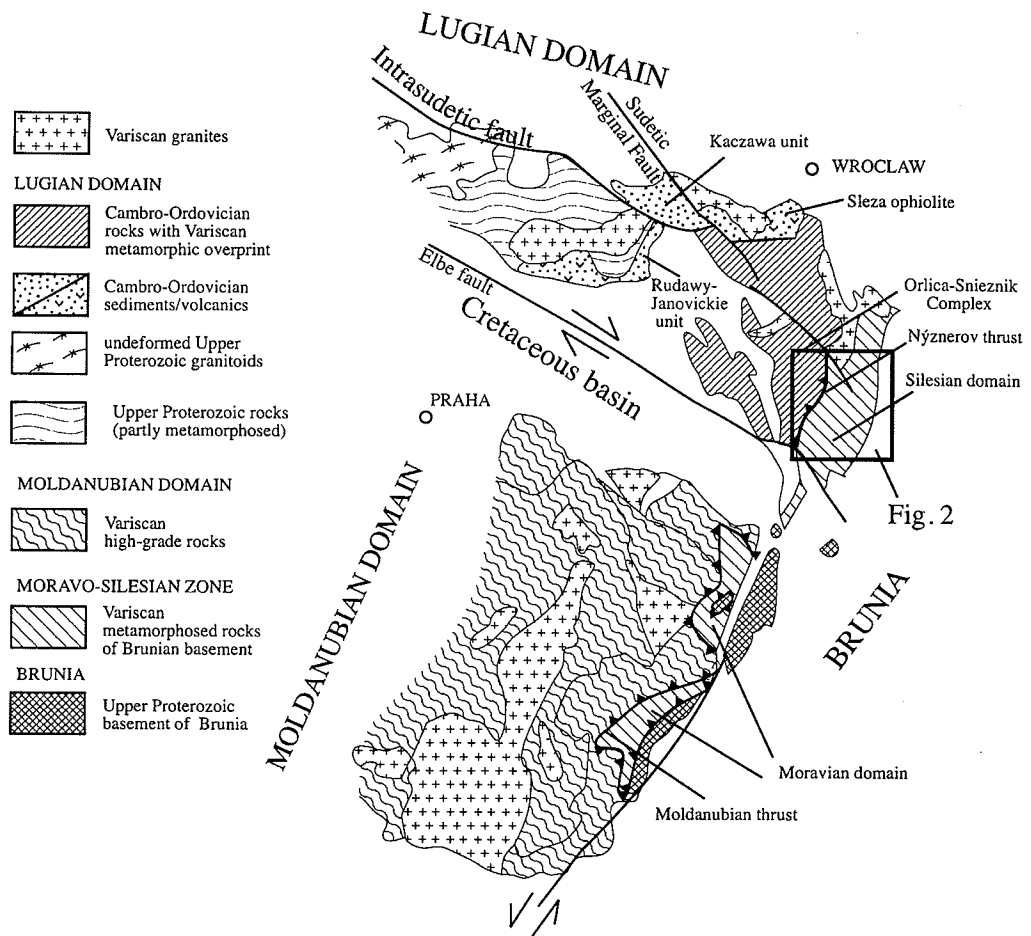 LUGIAN DOMAIN
Intrasudetic fault
Sudetic
Marginal Fault
Kaczawa unit
WROCLAW
Sleza ophiolite
Elbe fault
Rudawy-
Janovickie
unit
Orlica-Snieznik
Complex
Nýznerov thrust
Silesian domain
Cretaceous basin
PRAHA
Fig. 2
MOLDANUBIAN DOMAIN
BRUNIA
Moravian domain
Moldanubian thrust
Variscan granites
LUGIAN DOMAIN
Cambro-Ordovician
rocks with Variscan
metamorphic overprint
Cambro-Ordovician
sediments/volcanics
undeformed Upper
Proterozoic granitoids
Upper Proterozoic rocks
(partly metamorphosed)
MOLDANUBIAN DOMAIN
Variscan
high-grade rocks
MORAVO-SILESIAN ZONE
Variscan
metamorphosed rocks
of Brunian basement
BRUNIA
Upper Proterozoic
basement of Brunia